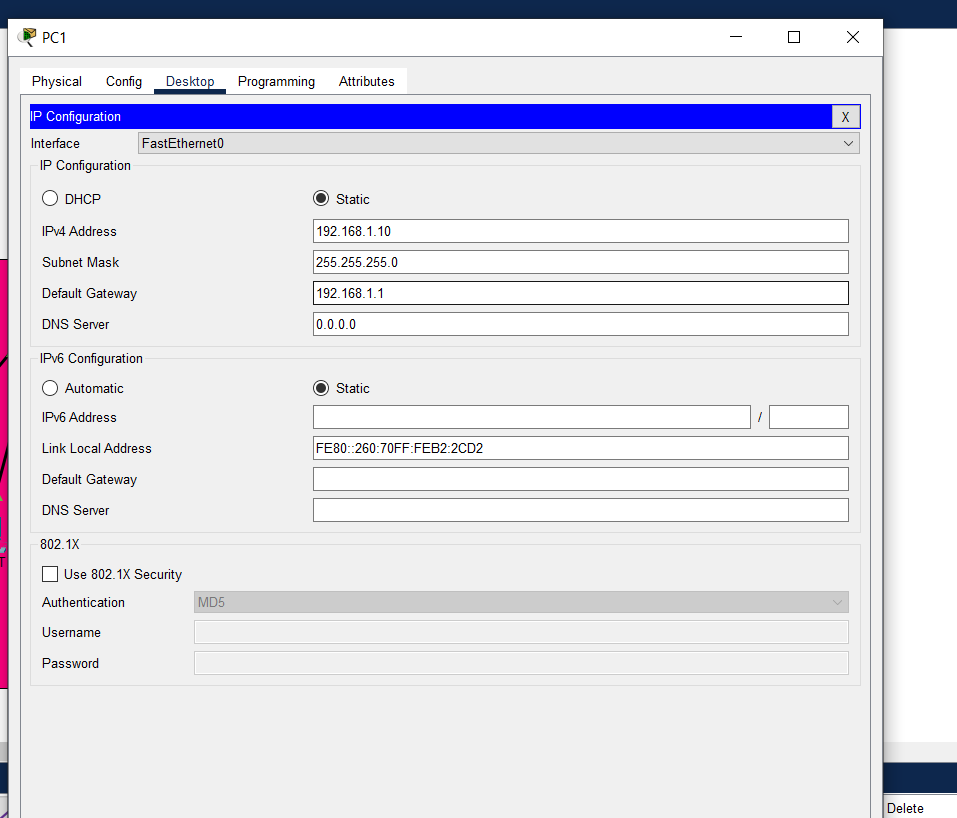 PC1
Physical Config Desktop Programming Attributes
IP Configuration X
Interface FastEthernet0
IP Configuration
DHCP Static
IPv4 Address 192.168.1.10
Subnet Mask 255.255.255.0
Default Gateway 192.168.1.1
DNS Server 0.0.0.0
IPv6 Configuration
Automatic Static
IPv6 Address /
Link Local Address FE80::260:70FF:FEB2:2CD2
Default Gateway
DNS Server
802.1X
Use 802.1X Security
Authentication MD5
Username
Password
Delete